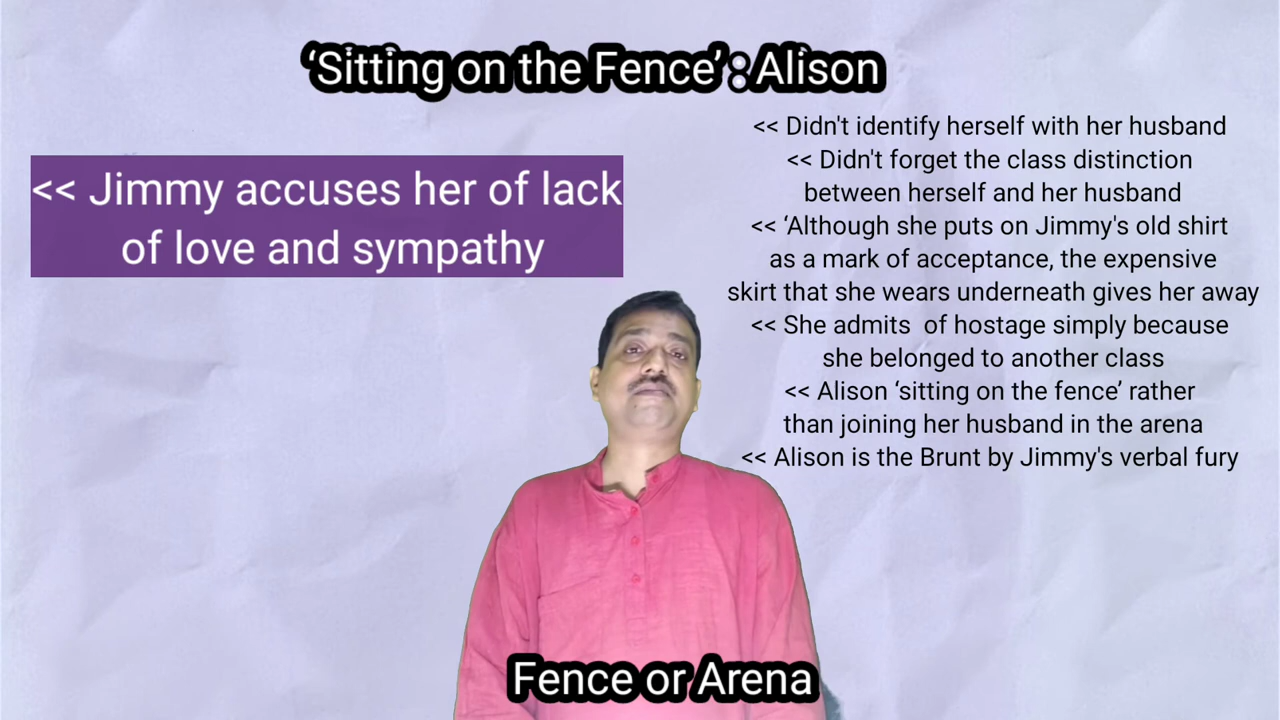 ‘Sitting on the Fence’ : Alison
<< Jimmy accuses her of lack
of love and sympathy
<< Didn't identify herself with her husband
<< Didn't forget the class distinction
between herself and her husband
<< ‘Although she puts on Jimmy's old shirt
as a mark of acceptance, the expensive
skirt that she wears underneath gives her away
<< She admits of hostage simply because
she belonged to another class
<< Alison ‘sitting on the fence’ rather
than joining her husband in the arena
<< Alison is the Brunt by Jimmy's verbal fury
Fence or Arena